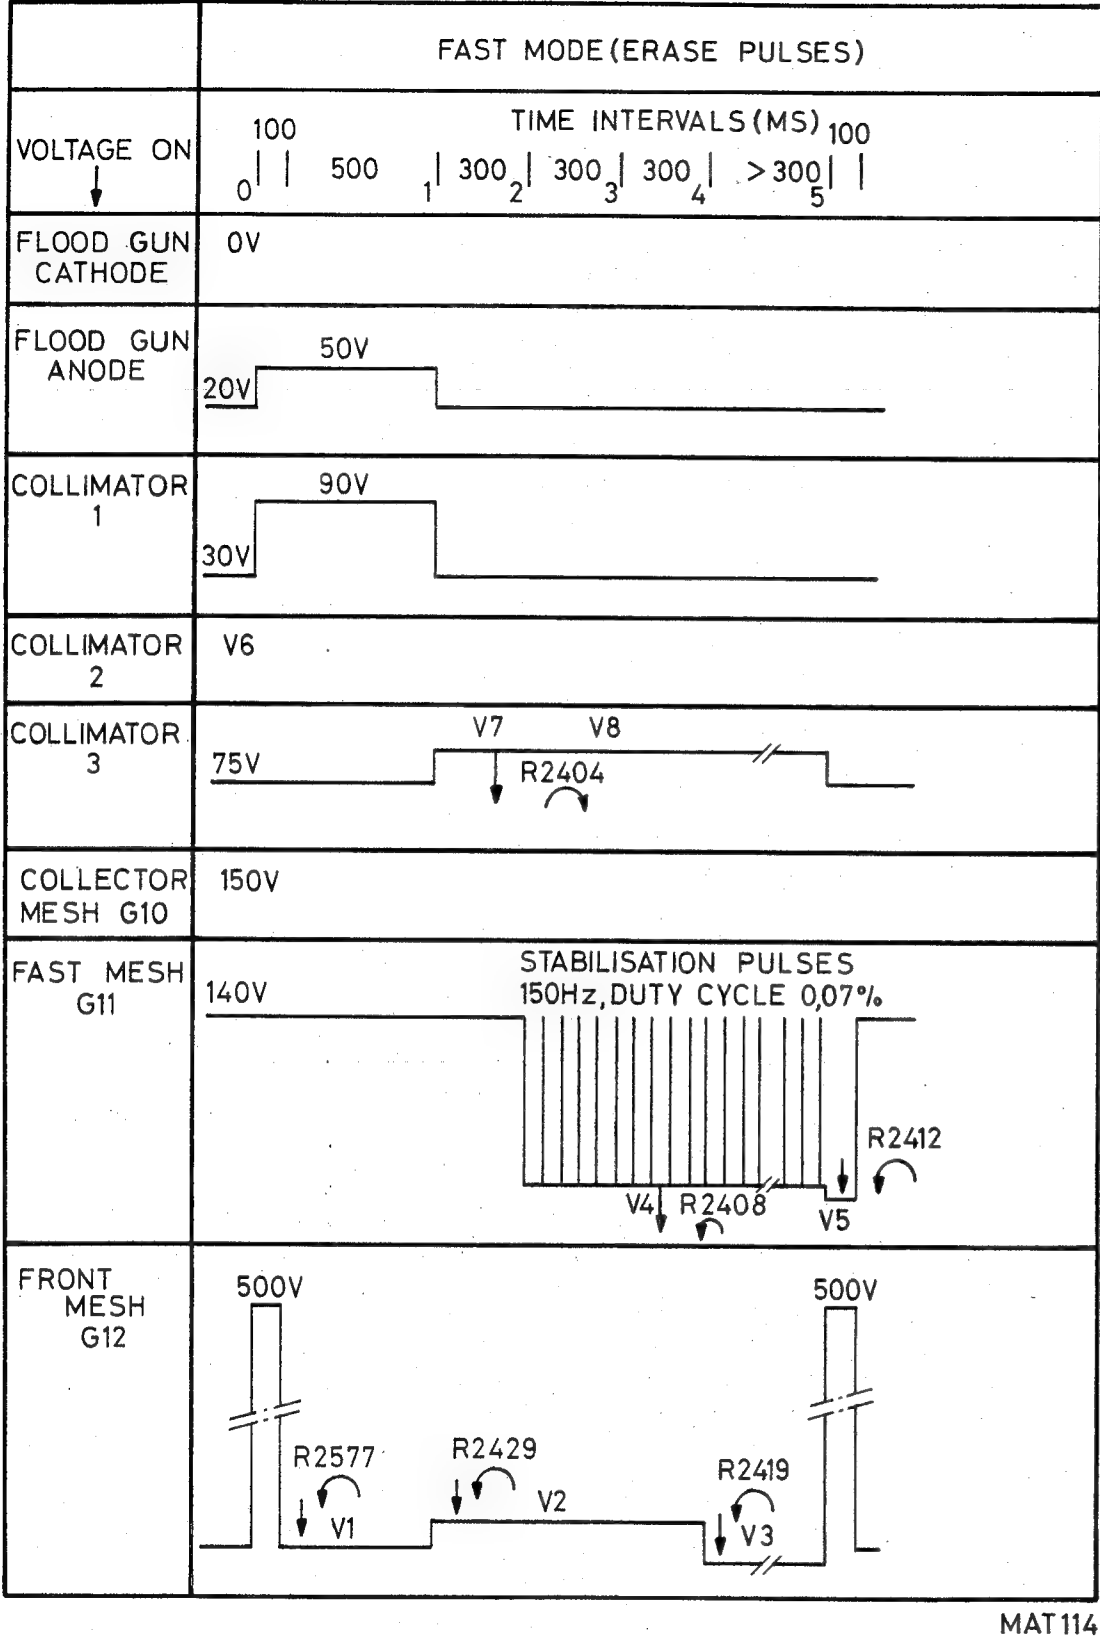 FAST MODE(ERASE PULSES)
VOLTAGE ON
TIME INTERVALS(MS)
100 100
500 300 300 300 >300
0 1 2 3 4 5
FLOOD GUN
CATHODE
0V
FLOOD GUN
ANODE
50V
20V
COLLIMATOR
1
90V
30V
COLLIMATOR
2
V6
COLLIMATOR
3
V7 V8
75V
R2404
COLLECTOR
MESH G10
150V
FAST MESH
G11
STABILISATION PULSES
140V
150Hz, DUTY CYCLE 0,07%
R2412
V4 R2408
V5
FRONT
MESH
G12
500V 500V
R2577 R2429 R2419
V1 V2 V3
MAT114